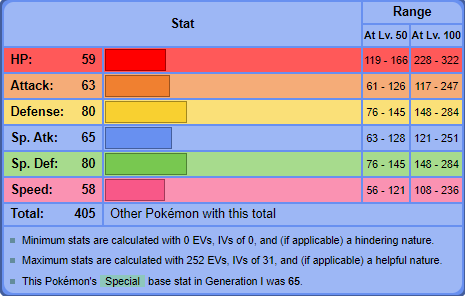 Stat Range
At Lv. 50 At Lv. 100
HP: 59 119 - 166 228 - 322
Attack: 63 61 - 126 117 - 247
Defense: 80 76 - 145 148 - 284
Sp. Atk: 65 63 - 128 121 - 251
Sp. Def: 80 76 - 145 148 - 284
Speed: 58 56 - 121 108 - 236
Total: 405 Other Pokémon with this total
Minimum stats are calculated with 0 EVs, IVs of 0, and (if applicable) a hindering nature.
Maximum stats are calculated with 252 EVs, IVs of 31, and (if applicable) a helpful nature.
This Pokémon's Special base stat in Generation I was 65.